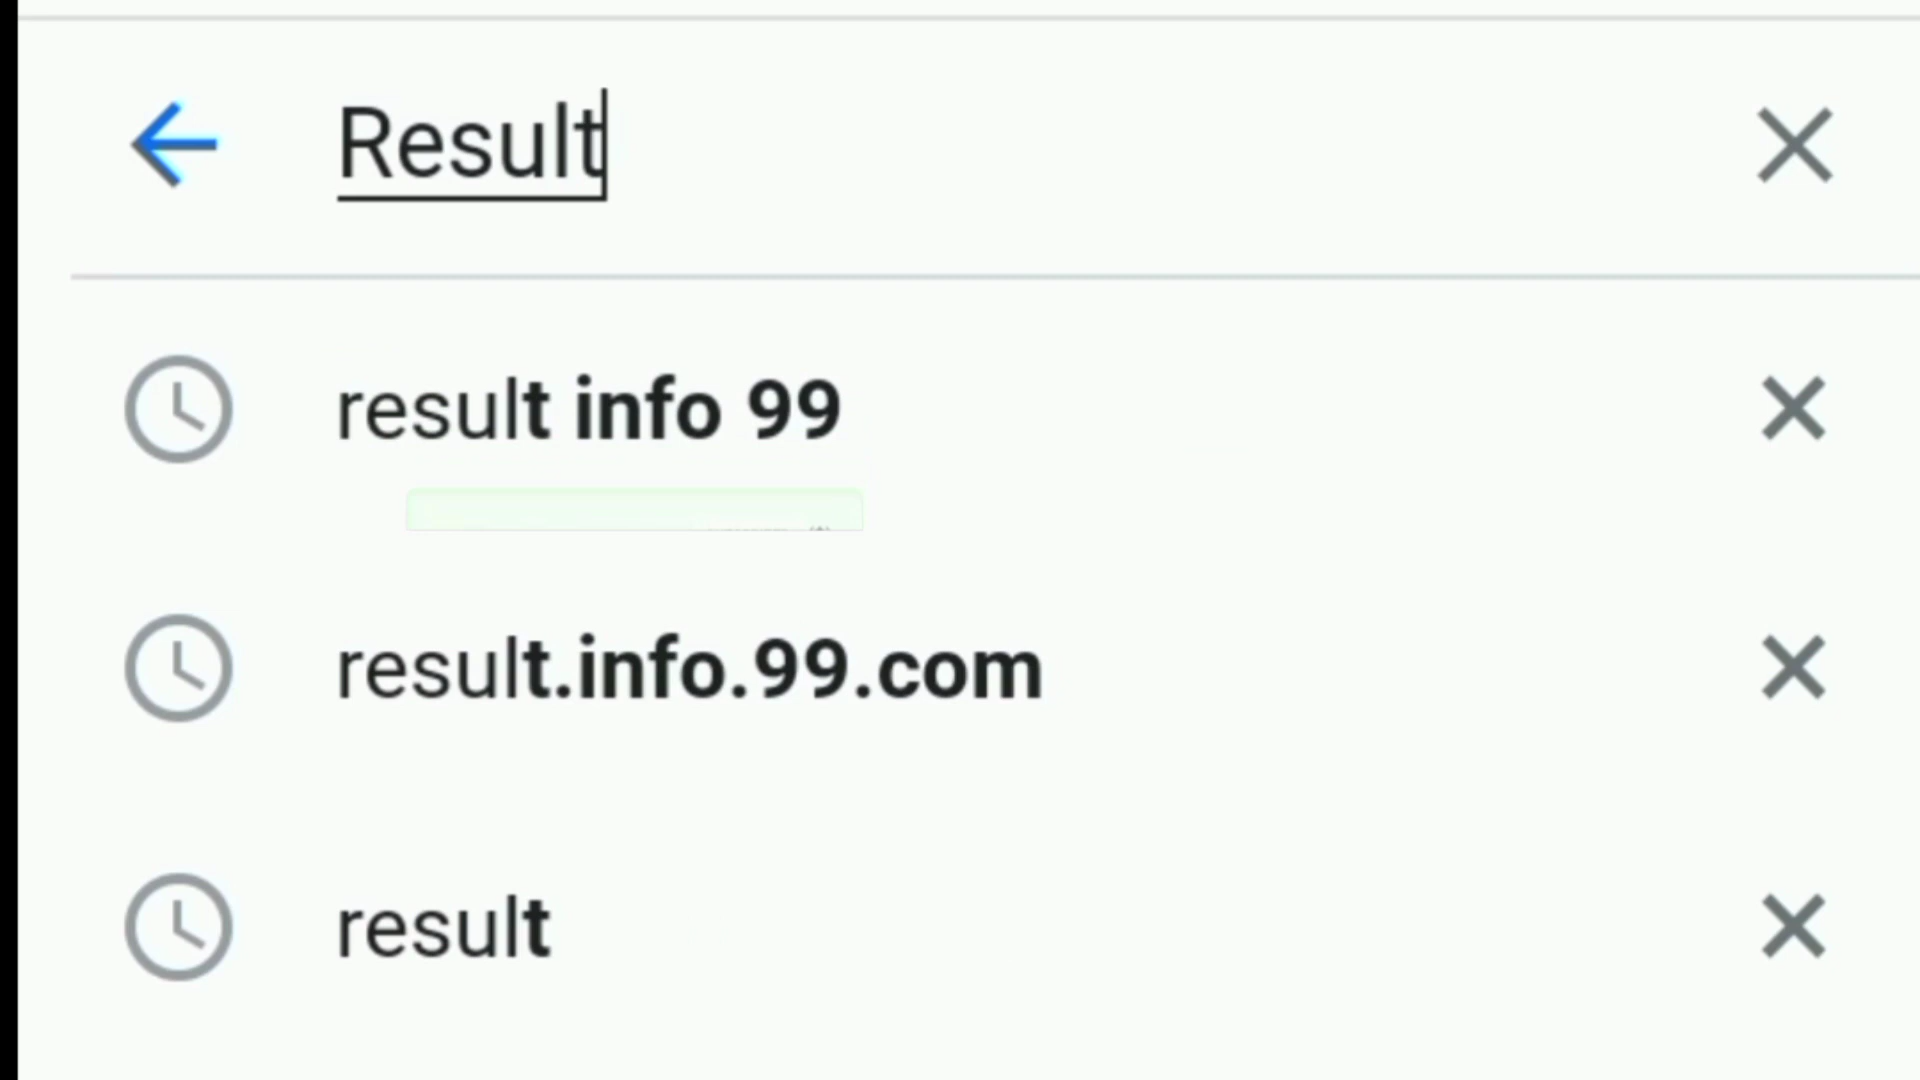 Result
result info 99
result.info.99.com
result